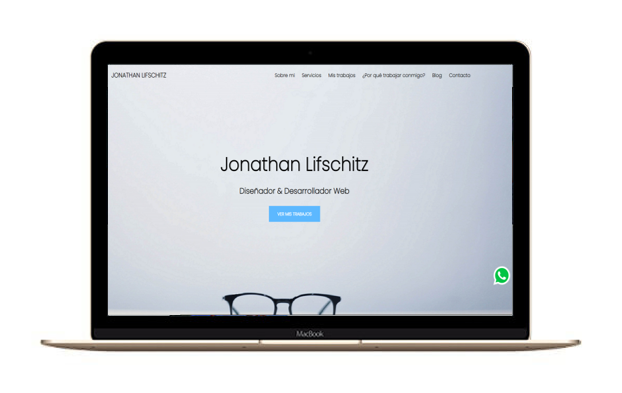 JONATHAN LIFSCHITZ
Sobre mi Servicios Mis trabajos ¿Por qué trabajar conmigo? Blog Contacto
Jonathan Lifschitz
Diseñador & Desarrollador Web
VER MIS TRABAJOS
MacBook